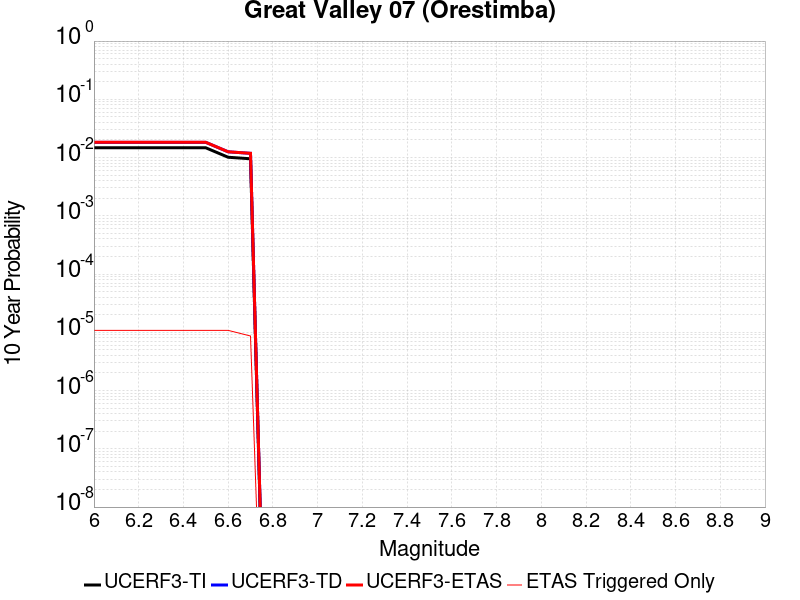 Great Valley 07 (Orestimba)
10^0
10^-1
10^-2
10^-3
10^-4
10^-5
10^-6
10^-7
10^-8
10 Year Probability
6 6.2 6.4 6.6 6.8 7 7.2 7.4 7.6 7.8 8 8.2 8.4 8.6 8.8 9
Magnitude
UCERF3-TI UCERF3-TD UCERF3-ETAS ETAS Triggered Only